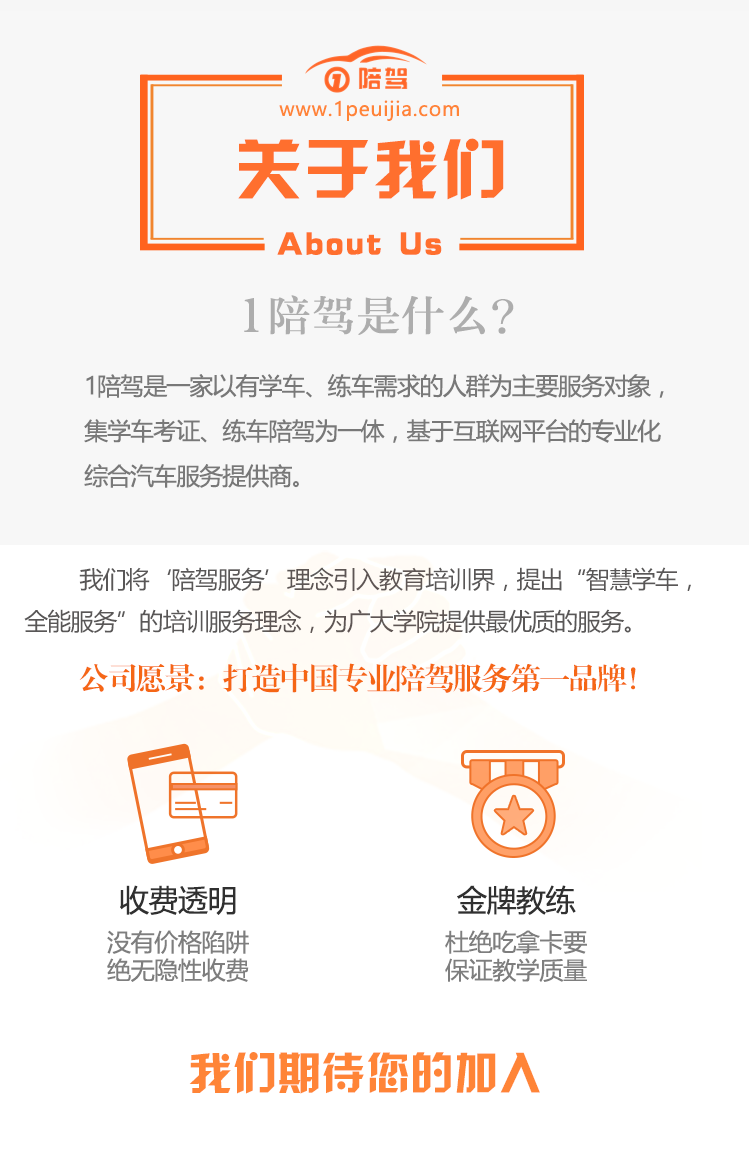 1陪驾
www.1peuijia.com
关于我们
About Us
1陪驾是什么?
1陪驾是一家以有学车、练车需求的人群为主要服务对象，
集学车考证、练车陪驾为一体，基于互联网平台的专业化
综合汽车服务提供商。
我们将‘陪驾服务’理念引入教育培训界，提出“智慧学车，
全能服务”的培训服务理念，为广大学院提供最优质的服务。
公司愿景：打造中国专业陪驾服务第一品牌!
收费透明
没有价格陷阱
绝无隐性收费
金牌教练
杜绝吃拿卡要
保证教学质量
我们期待您的加入